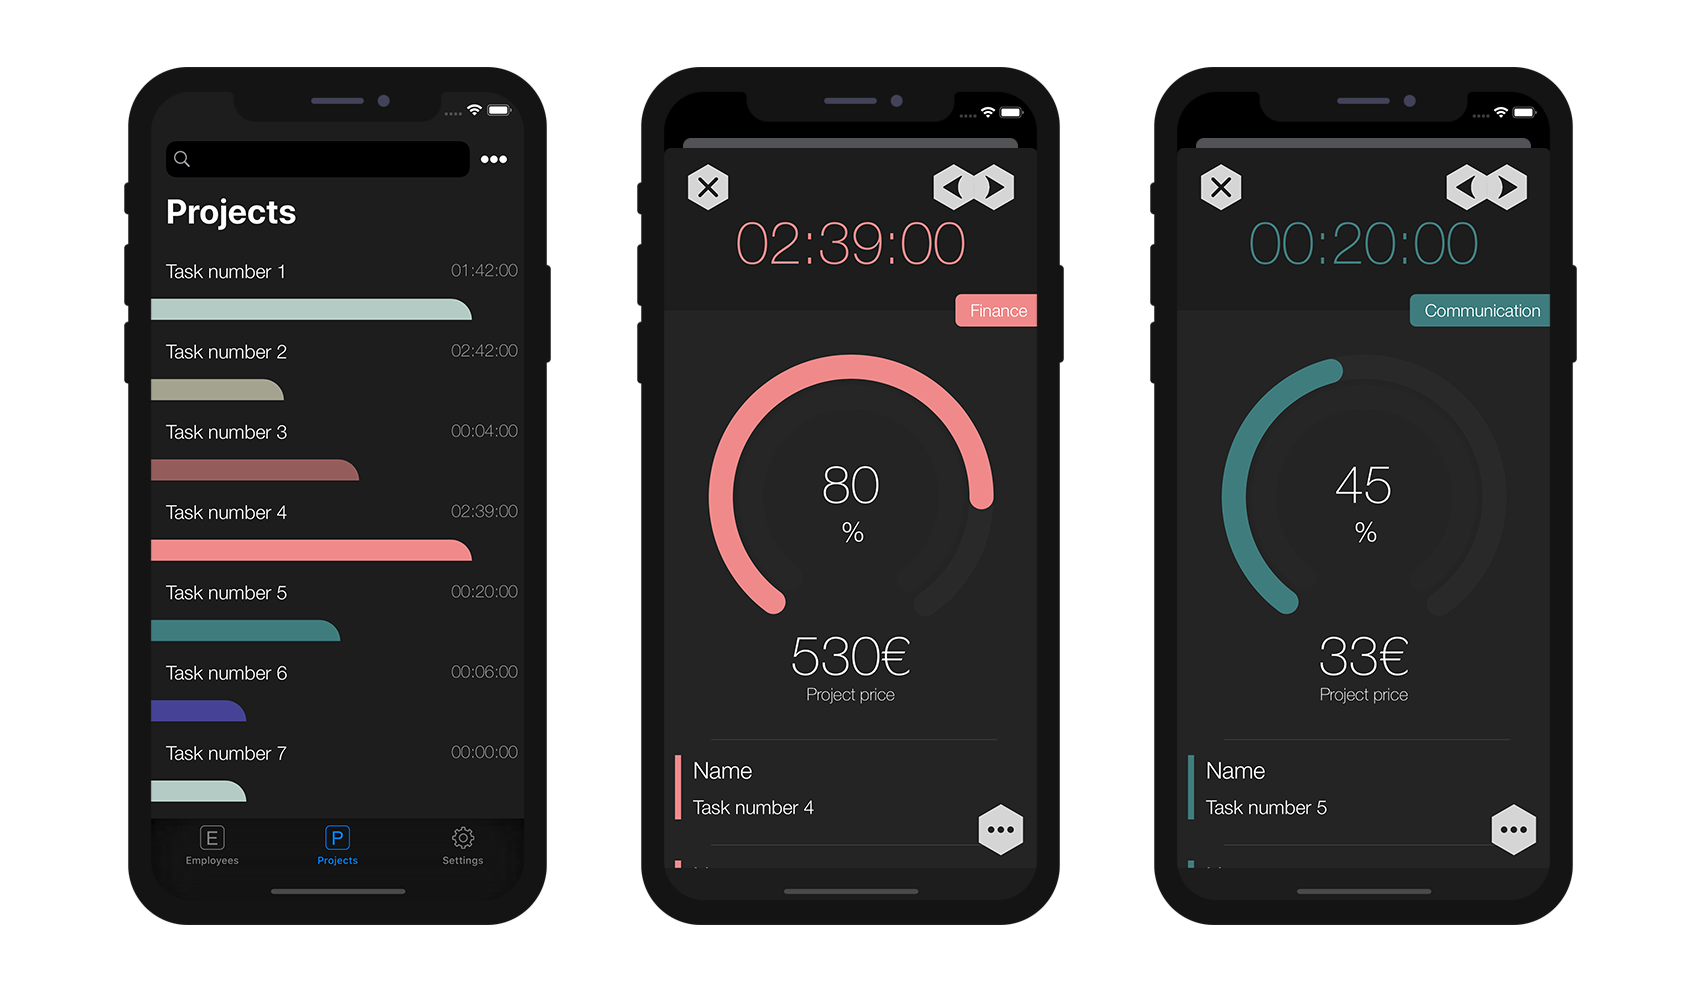 Projects
Task number 1 01:42:00
Task number 2 02:42:00
Task number 3 00:04:00
Task number 4 02:39:00
Task number 5 00:20:00
Task number 6 00:06:00
Task number 7 00:00:00
E P
Employees Projects Settings
02:39:00
Finance
80
%
530€
Project price
Name
Task number 4
00:20:00
Communication
45
%
33€
Project price
Name
Task number 5